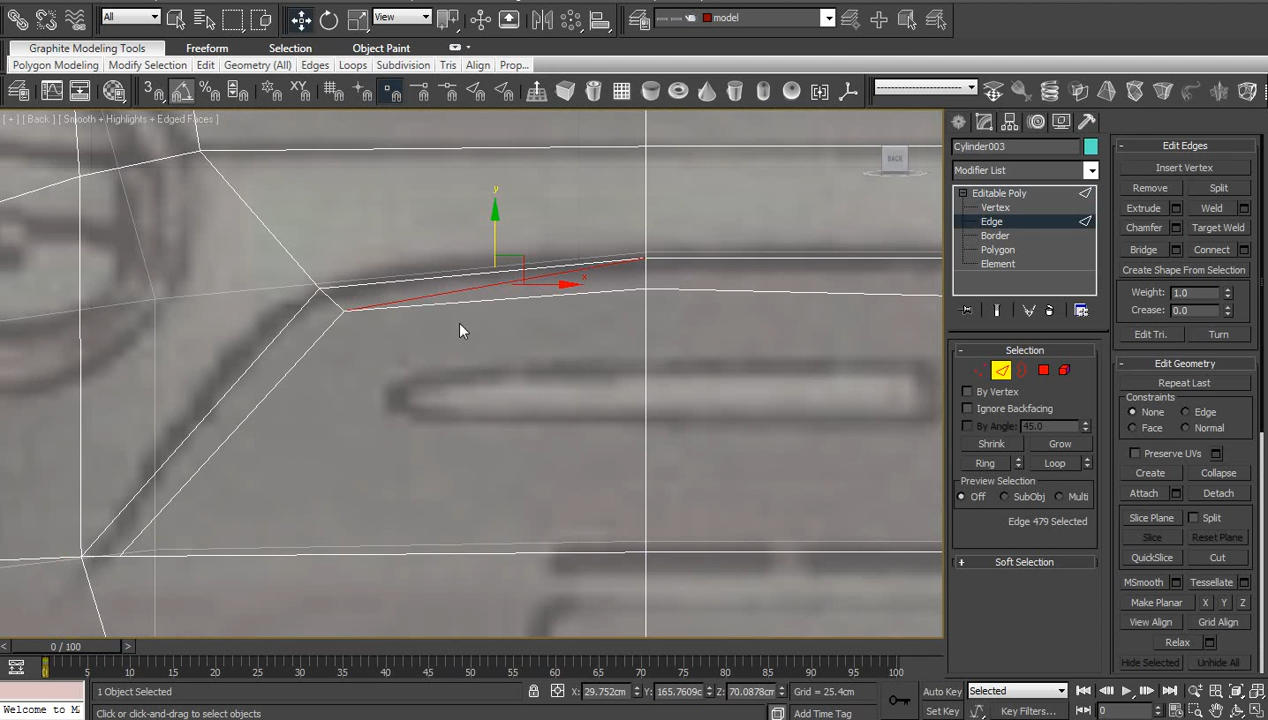 All
View
model
Graphite Modeling Tools Freeform Selection Object Paint
Polygon Modeling Modify Selection Edit Geometry (All) Edges Loops Subdivision Tris Align Prop...
3 % XY
[ + ] [ Back ] [ Smooth + Highlights + Edged Faces ]
BACK
y
x
Cylinder003
Modifier List
Editable Poly
Vertex
Edge
Border
Polygon
Element
Selection
By Vertex
Ignore Backfacing
By Angle: 45.0
Shrink Grow
Ring Loop
Preview Selection
Off SubObj Multi
Edge 479 Selected
Soft Selection
Edit Edges
Insert Vertex
Remove Split
Extrude Weld
Chamfer Target Weld
Bridge Connect
Create Shape From Selection
Weight: 1.0
Crease: 0.0
Edit Tri. Turn
Edit Geometry
Repeat Last
Constraints
None Edge
Face Normal
Preserve UVs
Create Collapse
Attach Detach
Slice Plane Split
Slice Reset Plane
QuickSlice Cut
MSmooth Tessellate
Make Planar X Y Z
View Align Grid Align
Relax
Hide Selected Unhide All
< 0 / 100 >
0 5 10 15 20 25 30 35 40 45 50 55 60 65 70 75 80 85 90 95 100
1 Object Selected X: 29.752cm Y: 165.7609c Z: 70.0878cm Grid = 25.4cm Auto Key Selected
Welcome to M Click or click-and-drag to select objects Add Time Tag Set Key Key Filters... 0